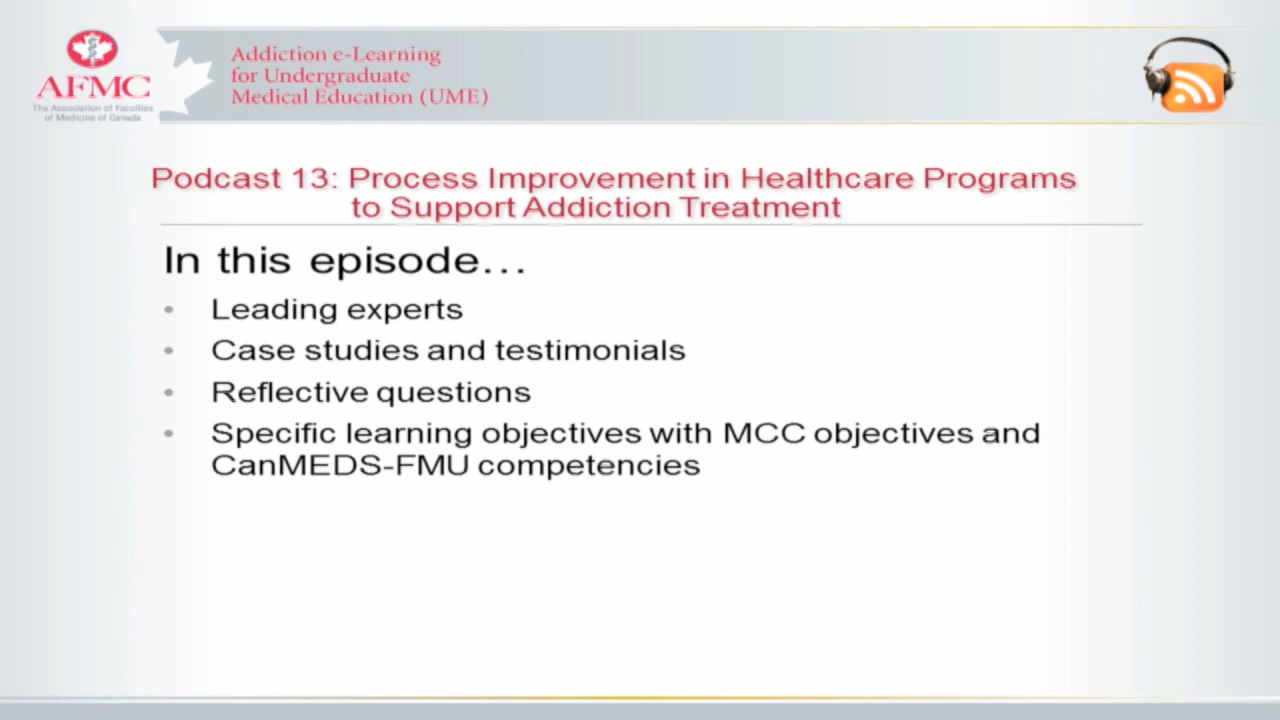 AFMC
The Association of Faculties
of Medicine of Canada
Addiction e-Learning
for Undergraduate
Medical Education (UME)
Podcast 13: Process Improvement in Healthcare Programs
to Support Addiction Treatment
In this episode...
• Leading experts
• Case studies and testimonials
• Reflective questions
• Specific learning objectives with MCC objectives and
CanMEDS-FMU competencies